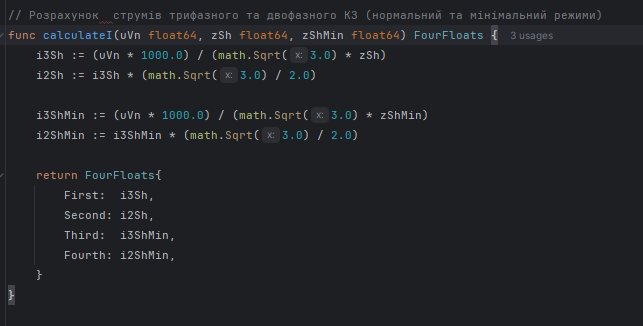 // Розрахунок  струмів трифазного та двофазного КЗ (нормальний та мінімальний режими)
func calculateI(uVn float64, zSh float64, zShMin float64) FourFloats { 3 usages
i3Sh := (uVn * 1000.0) / (math.Sqrt( x: 3.0) * zSh)
i2Sh := i3Sh * (math.Sqrt( x: 3.0) / 2.0)
i3ShMin := (uVn * 1000.0) / (math.Sqrt( x: 3.0) * zShMin)
i2ShMin := i3ShMin * (math.Sqrt( x: 3.0) / 2.0)
return FourFloats{
First:  i3Sh,
Second: i2Sh,
Third:  i3ShMin,
Fourth: i2ShMin,
}
}